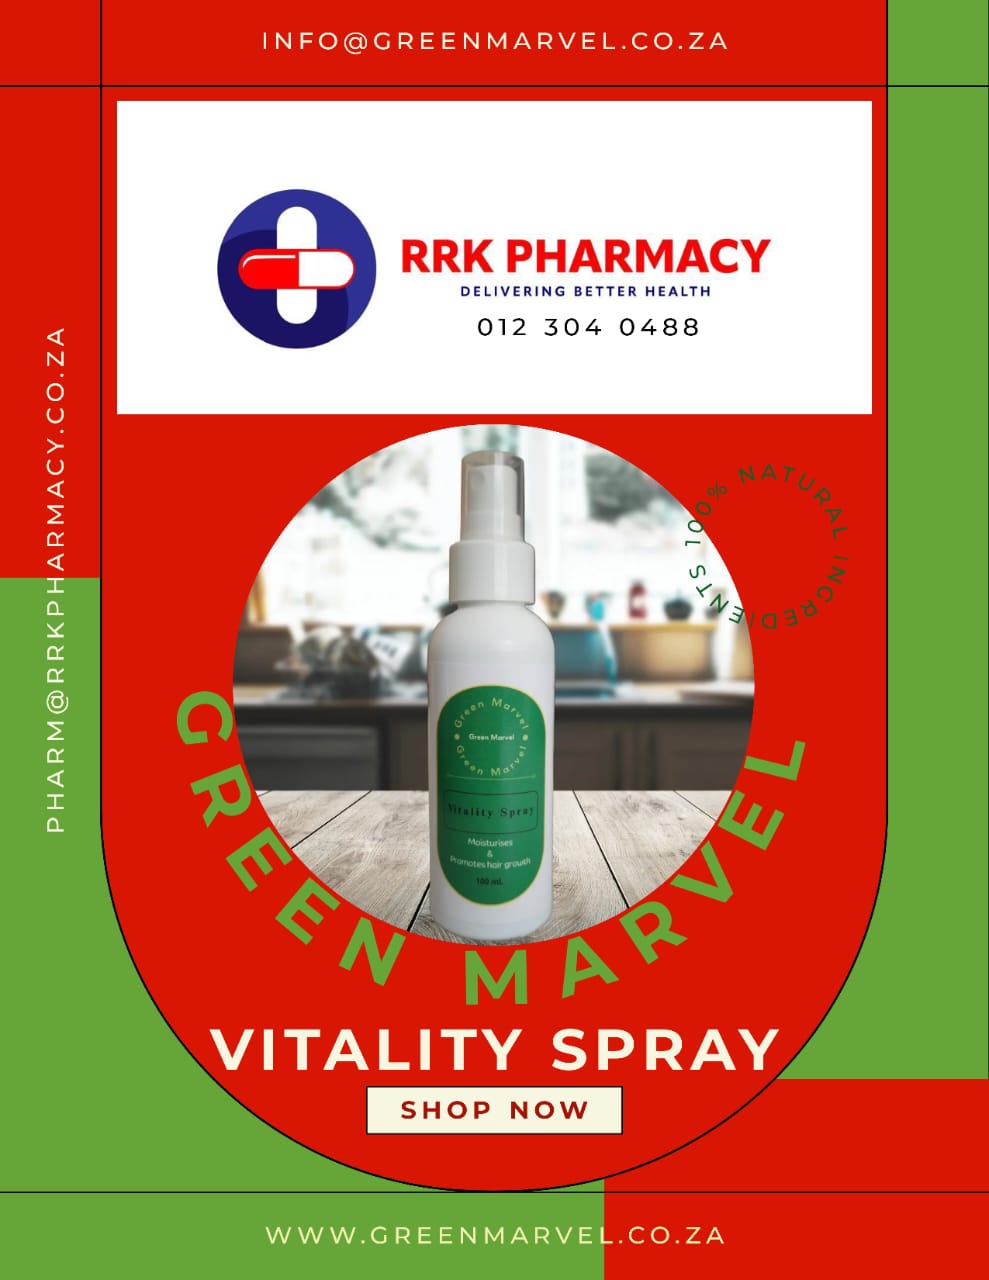 INFO@GREENMARVEL.CO.ZA
RRK PHARMACY
DELIVERING BETTER HEALTH
012 304 0488
PHARM@RRKPHARMACY.CO.ZA
100% NATURAL INGREDIENTS
Green Marvel
Green Marvel
Green Marvel
Vitality Spray
Moisturises
&
Promotes hair growth
100 ml.
GREEN MARVEL
VITALITY SPRAY
SHOP NOW
WWW.GREENMARVEL.CO.ZA